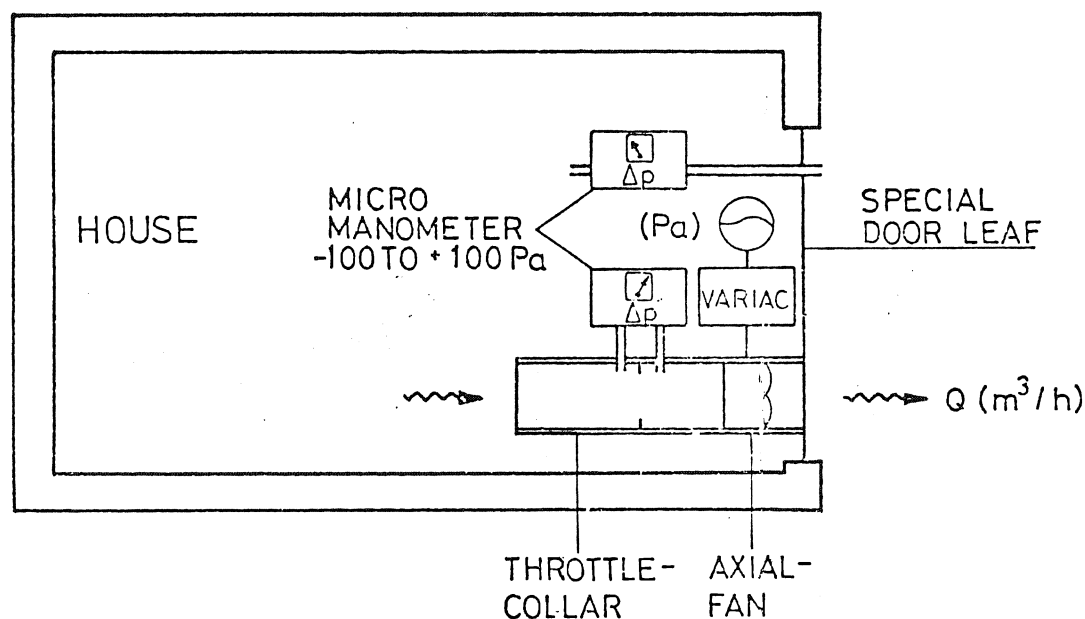 Δp
MICRO
MANOMETER
-100 TO + 100 Pa
HOUSE
(Pa)
SPECIAL
DOOR LEAF
Δp
VARIAC
Q (m³/h)
THROTTLE-
COLLAR
AXIAL-
FAN